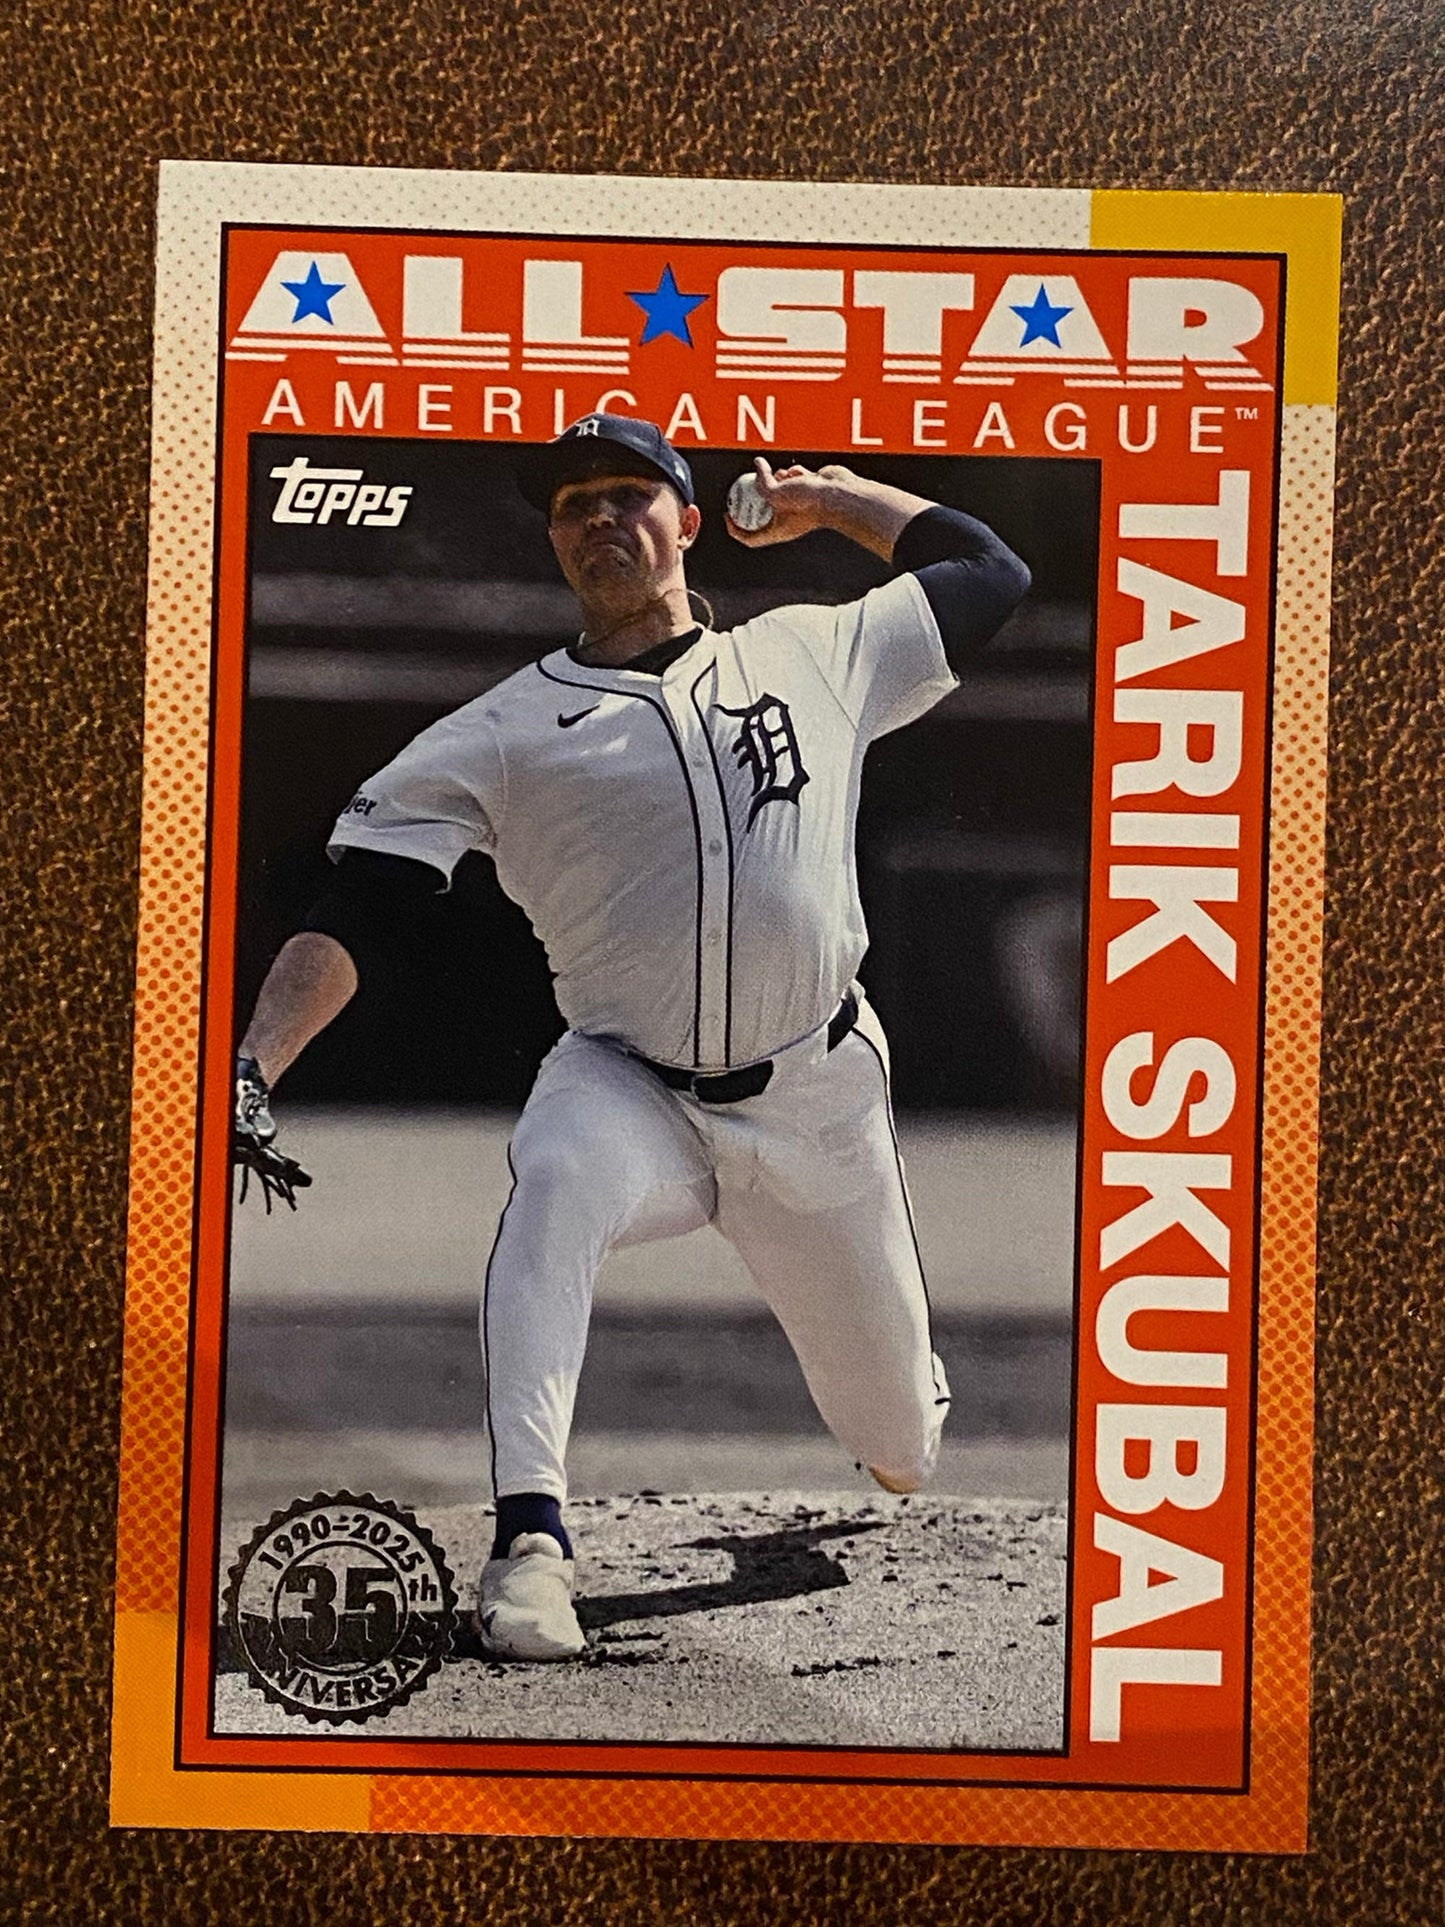 ALL★STAR
AMERICAN LEAGUE™
Topps
TARIK SKUBAL
D
D
1990-2025
35th